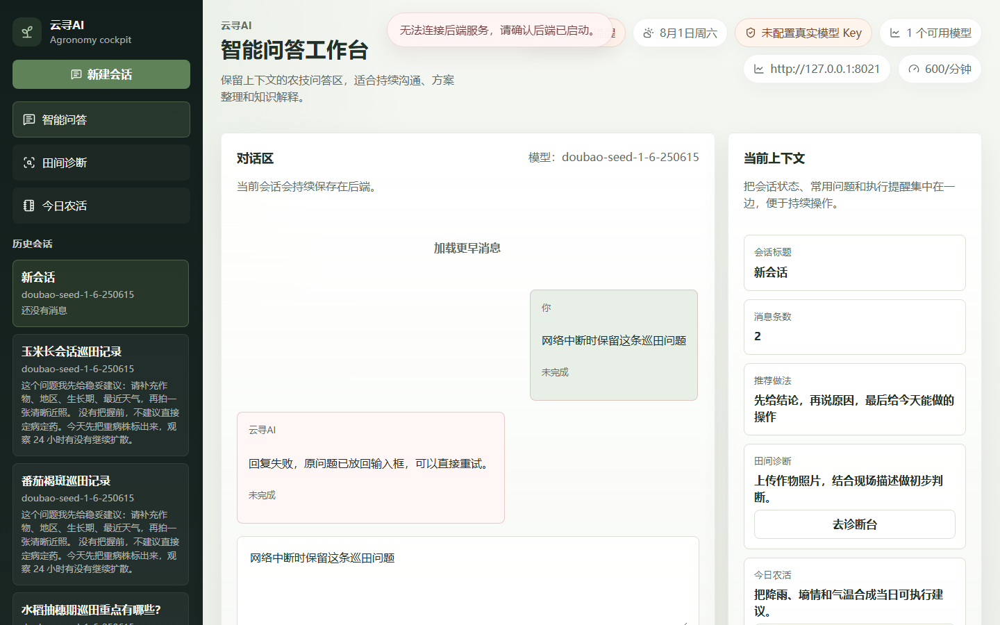 云寻AI
Agronomy cockpit
新建会话
智能问答
田间诊断
今日农活
历史会话
新会话
doubao-seed-1-6-250615
还没有消息
玉米长会话巡田记录
doubao-seed-1-6-250615
这个问题我先给稳妥建议：请补充作
物、地区、生长期、最近天气，再拍一
张清晰近照。 没有把握前，不建议直接
定病定药。今天先把重病株标出来，观
察 24 小时有没有继续扩散。
番茄褐斑巡田记录
doubao-seed-1-6-250615
这个问题我先给稳妥建议：请补充作
物、地区、生长期、最近天气，再拍一
张清晰近照。 没有把握前，不建议直接
定病定药。今天先把重病株标出来，观
察 24 小时有没有继续扩散。
水稻抽穗期巡田重点有哪些？
云寻AI
智能问答工作台
保留上下文的农技问答区，适合持续沟通、方案
整理和知识解释。
无法连接后端服务，请确认后端已启动。
8月1日周六
未配置真实模型 Key
1 个可用模型
http://127.0.0.1:8021
600/分钟
对话区
模型：doubao-seed-1-6-250615
当前会话会持续保存在后端。
加载更早消息
你
网络中断时保留这条巡田问题
未完成
云寻AI
回复失败，原问题已放回输入框，可以直接重试。
未完成
网络中断时保留这条巡田问题
当前上下文
把会话状态、常用问题和执行提醒集中在一
边，便于持续操作。
会话标题
新会话
消息条数
2
推荐做法
先给结论，再说原因，最后给今天能做的
操作
田间诊断
上传作物照片，结合现场描述做初步判
断。
去诊断台
今日农活
把降雨、墒情和气温合成当日可执行建
议。